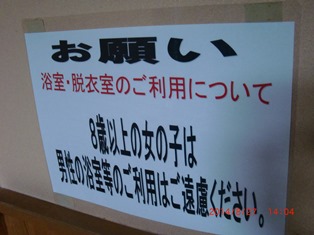 お願い
浴室・脱衣室のご利用について
8歳以上の女の子は
男性の浴室等のご利用はご遠慮ください。
14:04